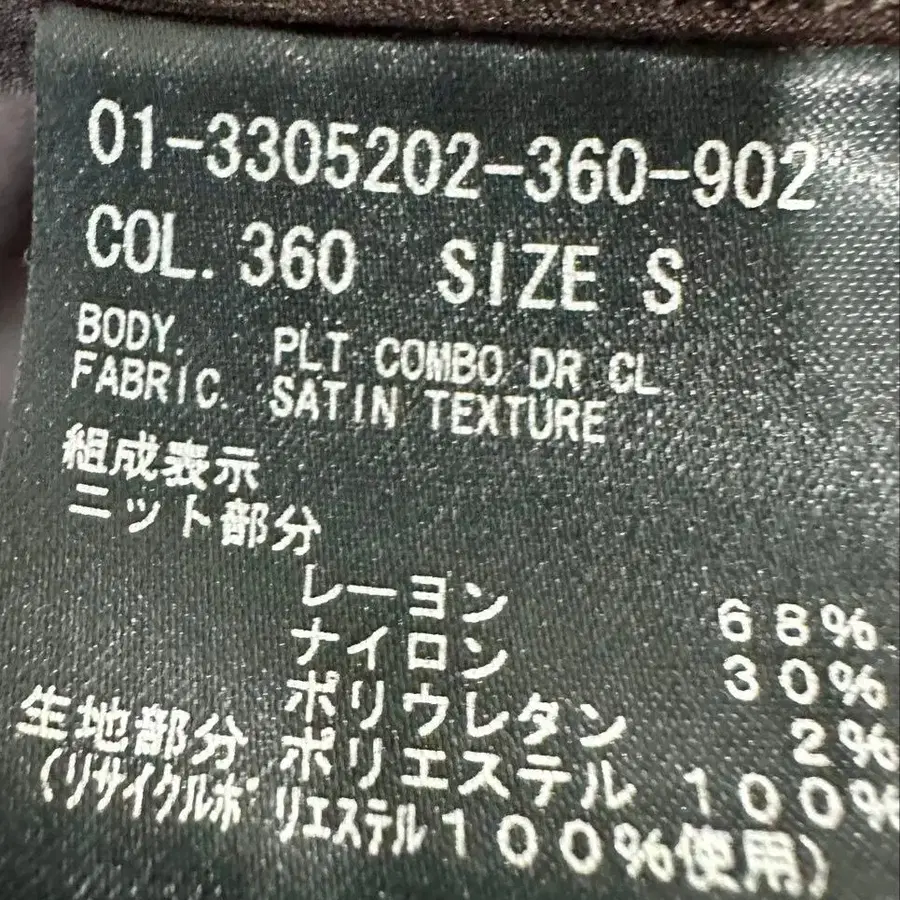 01-3305202-360-902
COL. 360 SIZE S
BODY. PLT COMBO DR CL
FABRIC. SATIN TEXTURE
組成表示
ニット部分
レーヨン 68%
ナイロン 30%
ポリウレタン 2%
生地部分 ポリエステル 100%
(リサイクルポリエステル100%使用)